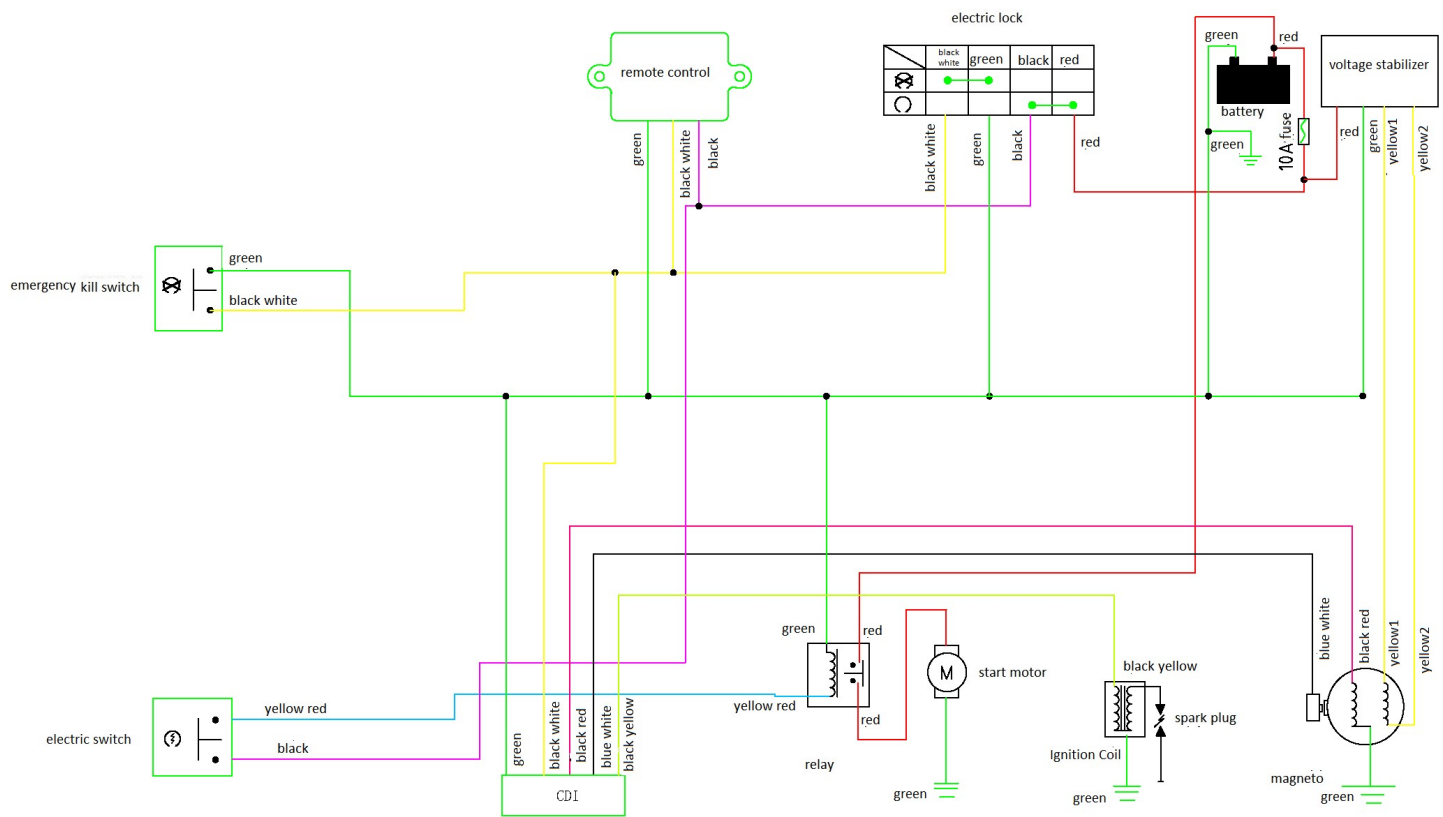 electric lock
remote control
black
white
green
black
red
green
red
voltage stabilizer
battery
10A fuse
green
red
green
yellow1
yellow2
green
black white
black
black white
green
black
red
emergency kill switch
green
black white
green
red
blue white
black red
yellow1
yellow2
M
start motor
black yellow
spark plug
yellow red
yellow red
red
electric switch
black
green
black white
black red
blue white
black yellow
relay
Ignition Coil
magneto
CDI
green
green
green